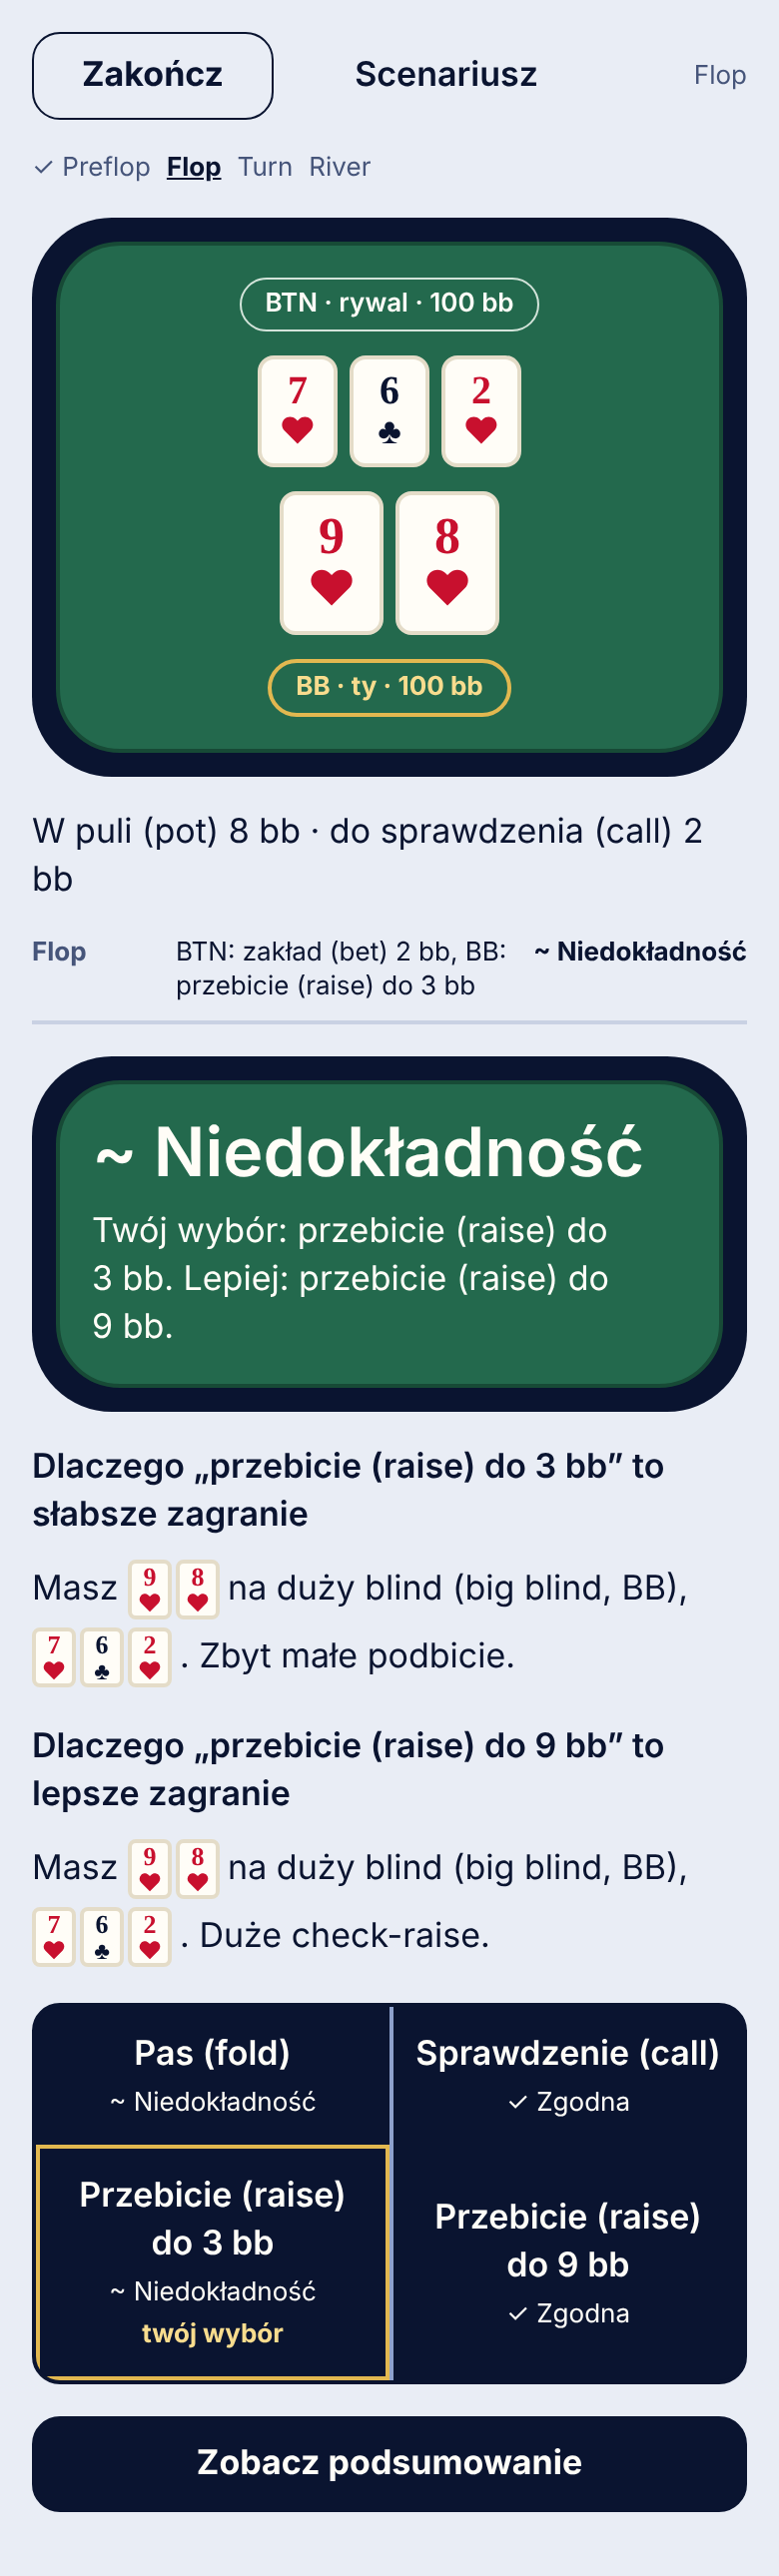 Zakończ Scenariusz Flop
✓ Preflop Flop Turn River
BTN · rywal · 100 bb
7♥ 6♣ 2♥
9♥ 8♥
BB · ty · 100 bb
W puli (pot) 8 bb · do sprawdzenia (call) 2
bb
Flop BTN: zakład (bet) 2 bb, BB: ~ Niedokładność
przebicie (raise) do 3 bb
~ Niedokładność
Twój wybór: przebicie (raise) do
3 bb. Lepiej: przebicie (raise) do
9 bb.
Dlaczego „przebicie (raise) do 3 bb” to
słabsze zagranie
Masz 9♥ 8♥ na duży blind (big blind, BB),
7♥ 6♣ 2♥ . Zbyt małe podbicie.
Dlaczego „przebicie (raise) do 9 bb” to
lepsze zagranie
Masz 9♥ 8♥ na duży blind (big blind, BB),
7♥ 6♣ 2♥ . Duże check-raise.
Pas (fold)
~ Niedokładność
Sprawdzenie (call)
✓ Zgodna
Przebicie (raise)
do 3 bb
~ Niedokładność
twój wybór
Przebicie (raise)
do 9 bb
✓ Zgodna
Zobacz podsumowanie